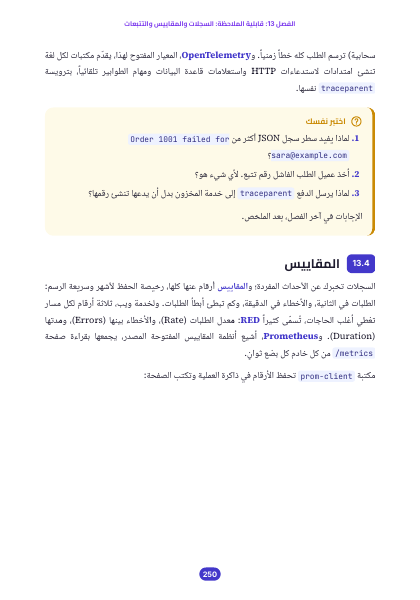 الفصل 13: قابلية الملاحظة: السجلات والمقاييس والتتبعات
سحابية) ترسم الطلب كله خطاً زمنياً. وOpenTelemetry، المعيار المفتوح لهذا، يقدّم مكتبات لكل لغة
تنشئ امتدادات لاستدعاءات HTTP واستعلامات قاعدة البيانات ومهام الطوابير تلقائياً، بترويسة
traceparent نفسها.
اختبر نفسك
1. لماذا يفيد سطر سجل JSON أكثر من Order 1001 failed for
sara@example.com؟
2. أخذ عميل الطلب الفاشل رقم تتبع. لأي شيء هو؟
3. لماذا يرسل الدفع traceparent إلى خدمة المخزون بدل أن يدعها تنشئ رقمها؟
الإجابات في آخر الفصل، بعد الملخص.
13.4 المقاييس
السجلات تخبرك عن الأحداث المفردة؛ والمقاييس أرقام عنها كلها، رخيصة الحفظ لأشهر وسريعة الرسم:
الطلبات في الثانية، والأخطاء في الدقيقة، وكم تبطئ أبطأ الطلبات. ولخدمة ويب، ثلاثة أرقام لكل مسار
تغطي أغلب الحاجات، تُسمّى كثيراً RED: معدل الطلبات (Rate)، والأخطاء بينها (Errors)، ومدتها
(Duration). وPrometheus، أشيع أنظمة المقاييس المفتوحة المصدر، يجمعها بقراءة صفحة
/metrics من كل خادم كل بضع ثوانٍ.
مكتبة prom-client تحفظ الأرقام في ذاكرة العملية وتكتب الصفحة:
250